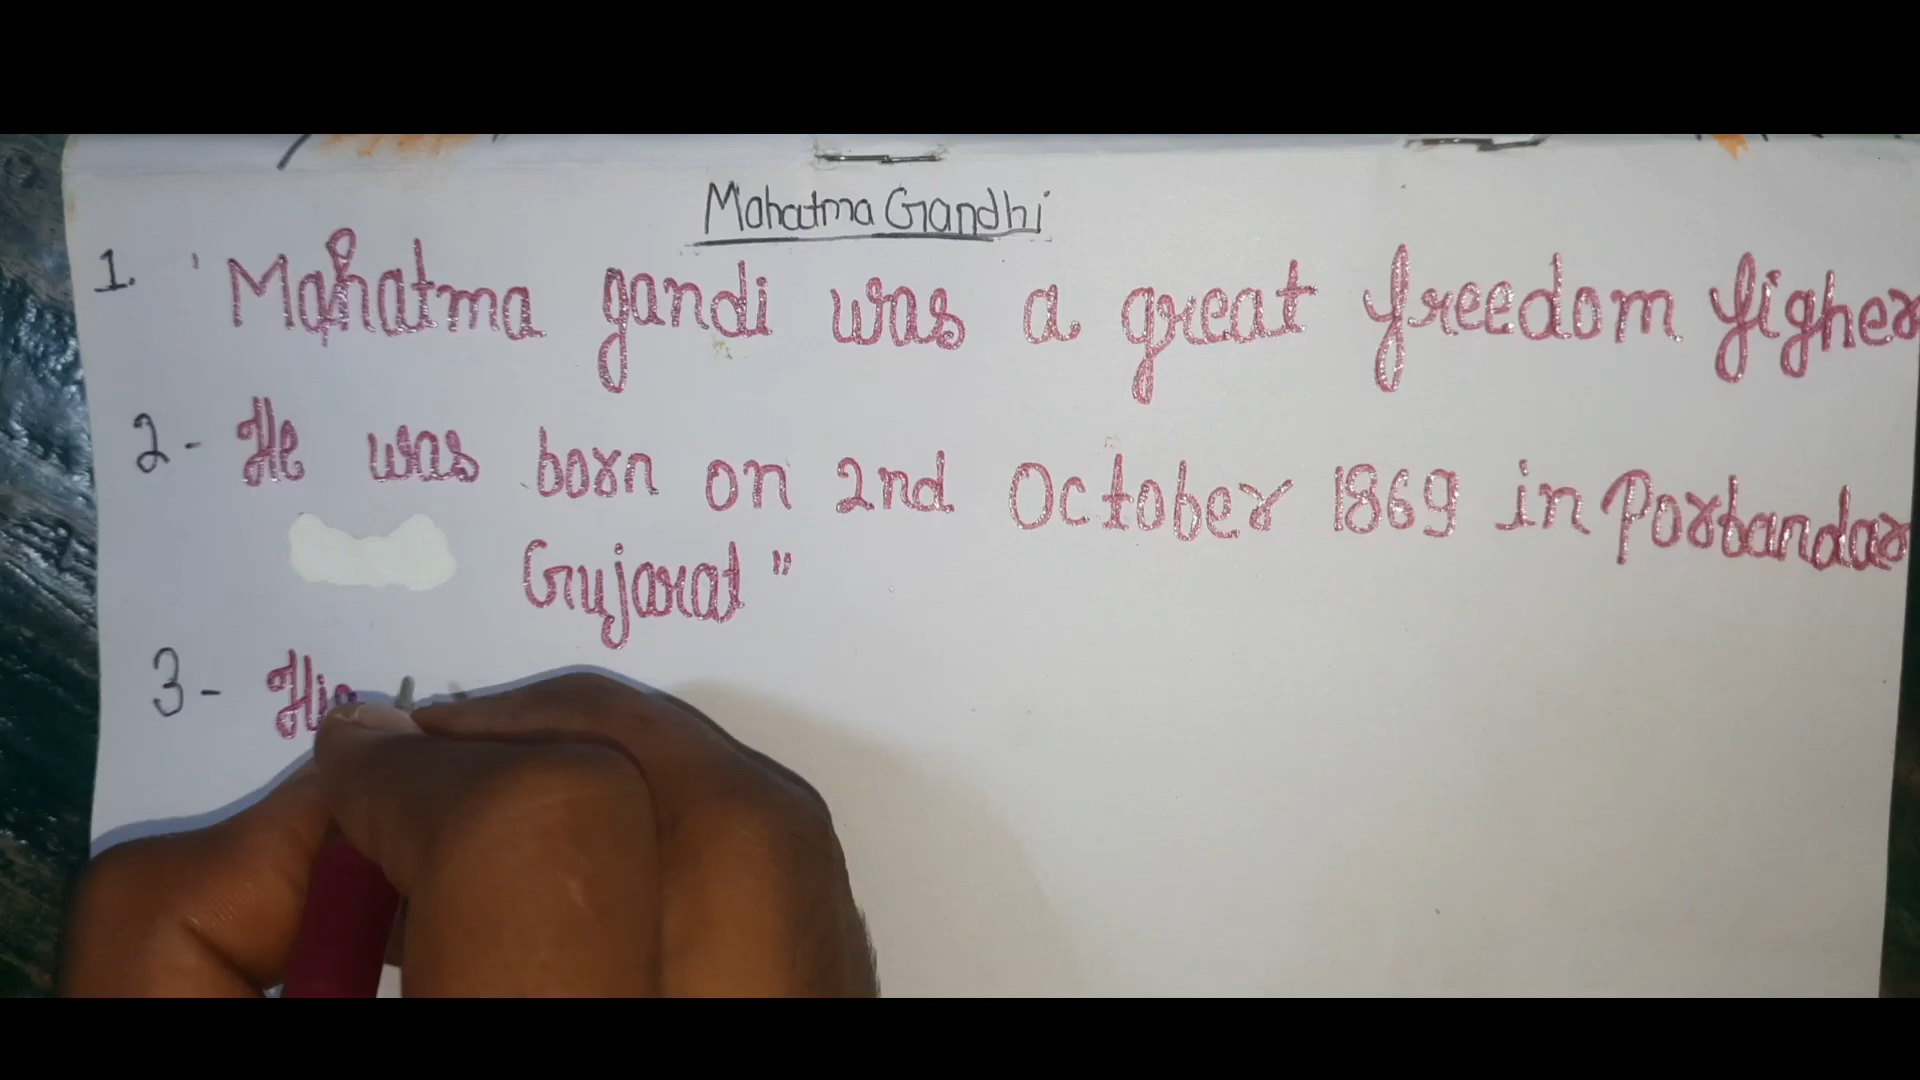 Mahatma Gandhi
1. 'Mahatma gandi was a great freedom figher
2- He was born on 2nd October 1869 in Porbandar
Gujarat"
3- His